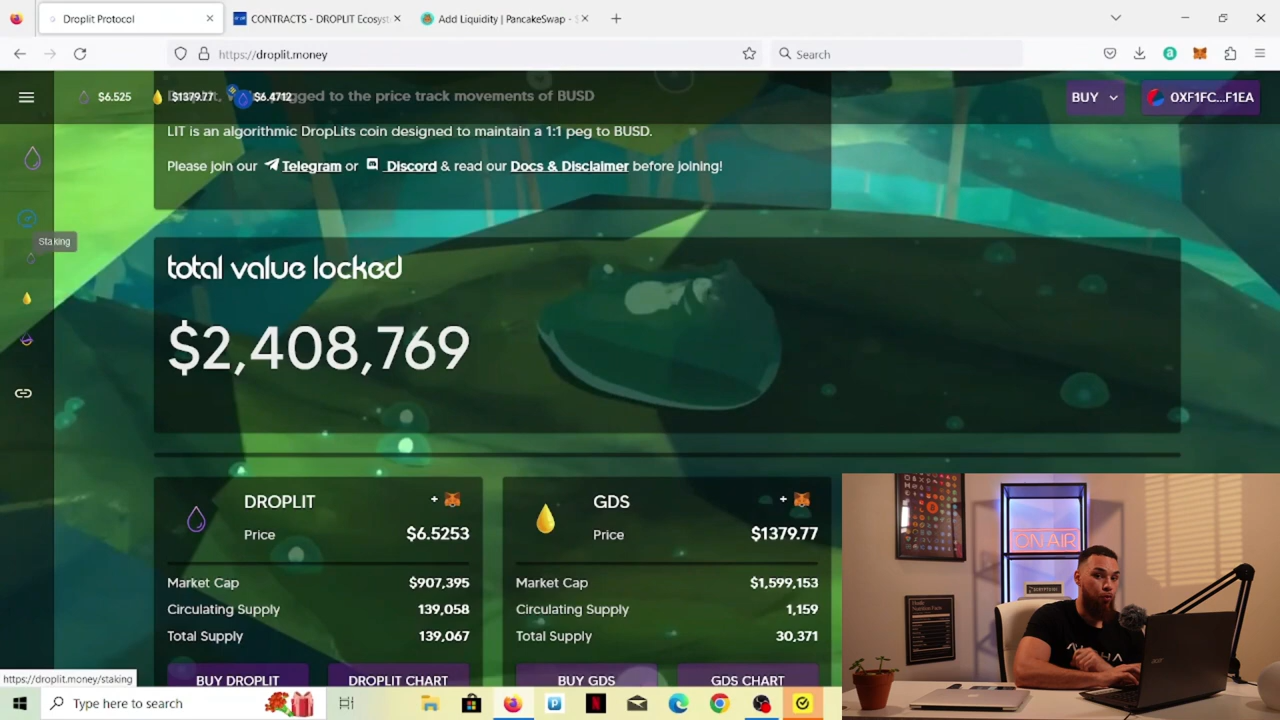 Droplit Protocol
CONTRACTS - DROPLIT Ecosyst
Add Liquidity | PancakeSwap - $
https://droplit.money
Search
$6.525
$1379.77
$6.4712
gged to the price track movements of BUSD
BUY
0XF1FC...F1EA
LIT is an algorithmic DropLits coin designed to maintain a 1:1 peg to BUSD.
Please join our Telegram or Discord & read our Docs & Disclaimer before joining!
Staking
total value locked
$2,408,769
DROPLIT
+
Price
$6.5253
Market Cap
$907,395
Circulating Supply
139,058
Total Supply
139,067
BUY DROPLIT
DROPLIT CHART
GDS
+
Price
$1379.77
Market Cap
$1,599,153
Circulating Supply
1,159
Total Supply
30,371
BUY GDS
GDS CHART
ON AIR
acer
https://droplit.money/staking
Type here to search